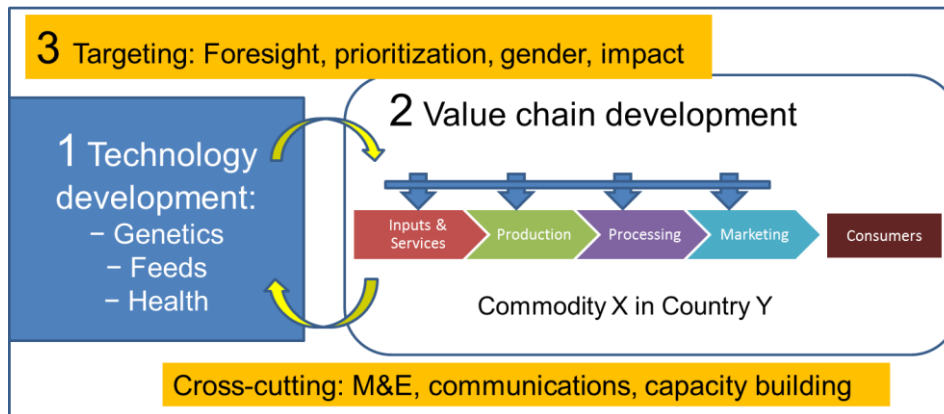 3 Targeting: Foresight, prioritization, gender, impact
1 Technology
development:
– Genetics
– Feeds
– Health
2 Value chain development
Inputs &
Services
Production
Processing
Marketing
Consumers
Commodity X in Country Y
Cross-cutting: M&E, communications, capacity building